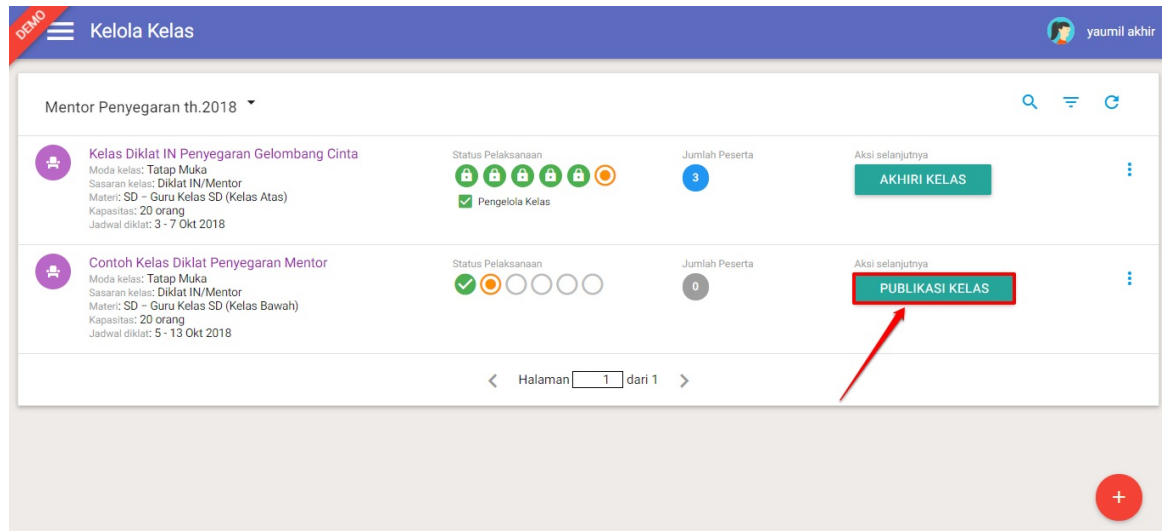 DEMO
Kelola Kelas
yaumil akhir
Mentor Penyegaran th.2018
Kelas Diklat IN Penyegaran Gelombang Cinta
Moda kelas: Tatap Muka
Sasaran kelas: Diklat IN/Mentor
Materi: SD – Guru Kelas SD (Kelas Atas)
Kapasitas: 20 orang
Jadwal diklat: 3 - 7 Okt 2018
Status Pelaksanaan
Pengelola Kelas
Jumlah Peserta
3
Aksi selanjutnya
AKHIRI KELAS
Contoh Kelas Diklat Penyegaran Mentor
Moda kelas: Tatap Muka
Sasaran kelas: Diklat IN/Mentor
Materi: SD – Guru Kelas SD (Kelas Bawah)
Kapasitas: 20 orang
Jadwal diklat: 5 - 13 Okt 2018
Status Pelaksanaan
Jumlah Peserta
0
Aksi selanjutnya
PUBLIKASI KELAS
Halaman 1 dari 1